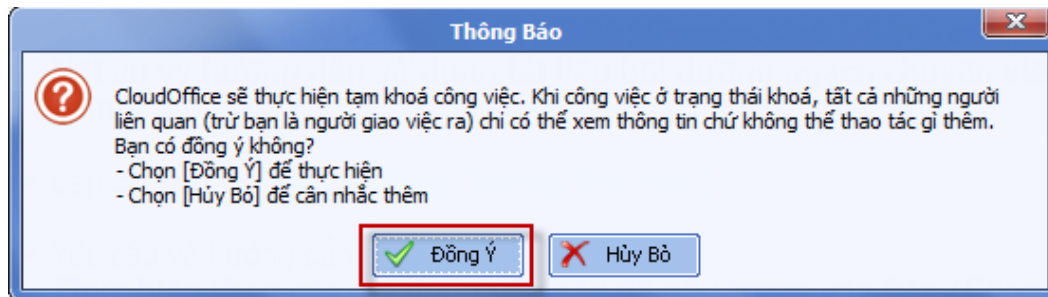 Thông Báo
CloudOffice sẽ thực hiện tạm khoá công việc. Khi công việc ở trạng thái khoá, tất cả những người
liên quan (trừ bạn là người giao việc ra) chỉ có thể xem thông tin chứ không thể thao tác gì thêm.
Bạn có đồng ý không?
- Chọn [Đồng Ý] để thực hiện
- Chọn [Hủy Bỏ] để cân nhắc thêm
Đồng Ý
Hủy Bỏ